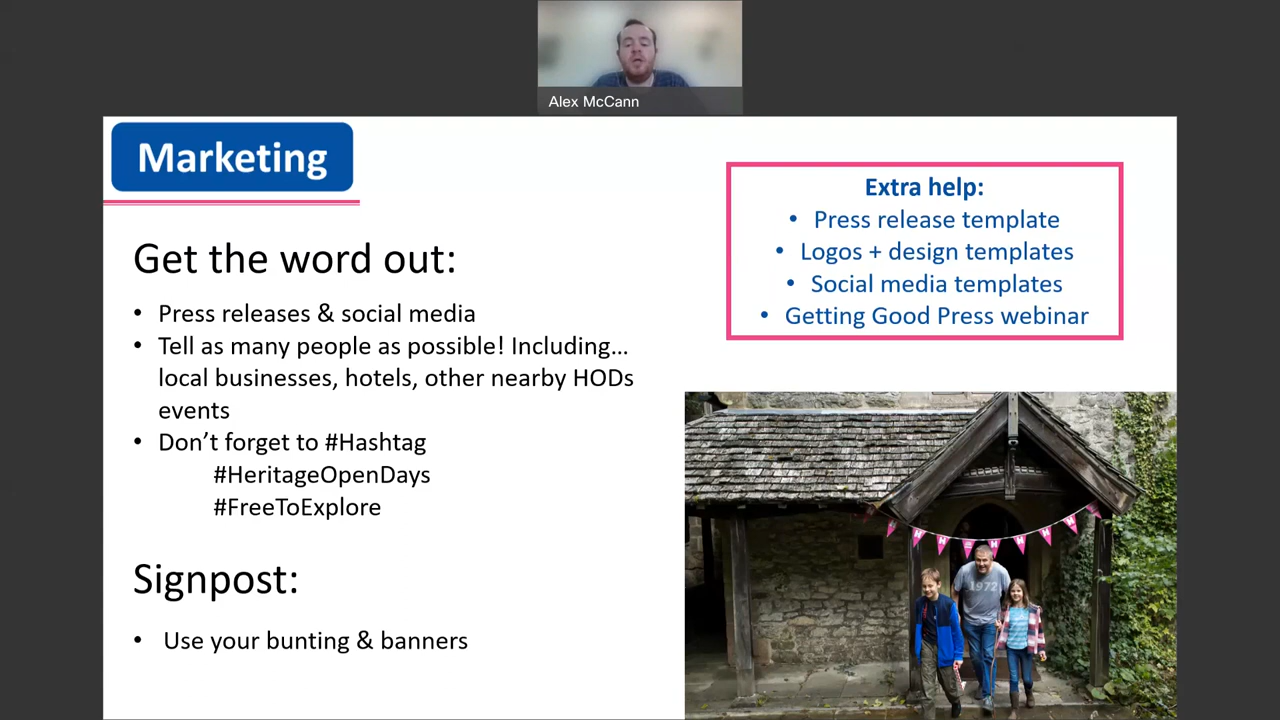 Alex McCann
Marketing
Extra help:
• Press release template
• Logos + design templates
• Social media templates
• Getting Good Press webinar
Get the word out:
• Press releases & social media
• Tell as many people as possible! Including…
local businesses, hotels, other nearby HODs
events
• Don’t forget to #Hashtag
#HeritageOpenDays
#FreeToExplore
Signpost:
• Use your bunting & banners
1972